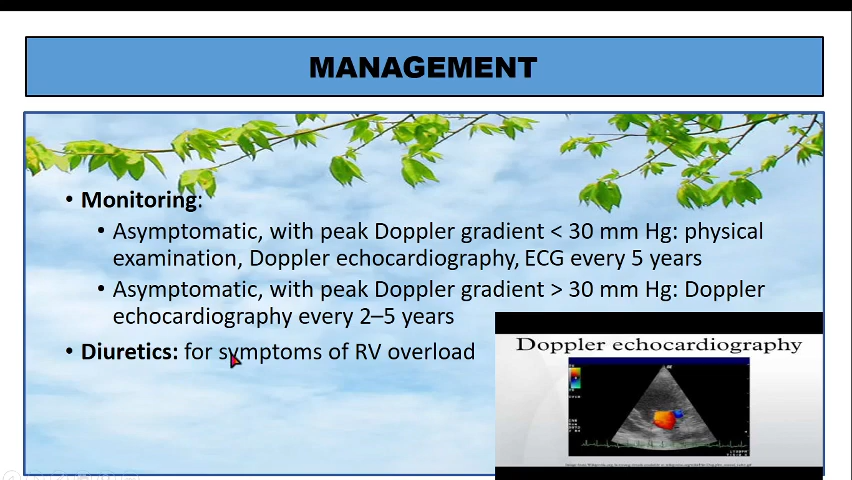 MANAGEMENT
• Monitoring:
• Asymptomatic, with peak Doppler gradient < 30 mm Hg: physical
examination, Doppler echocardiography, ECG every 5 years
• Asymptomatic, with peak Doppler gradient > 30 mm Hg: Doppler
echocardiography every 2–5 years
• Diuretics: for symptoms of RV overload
Doppler echocardiography